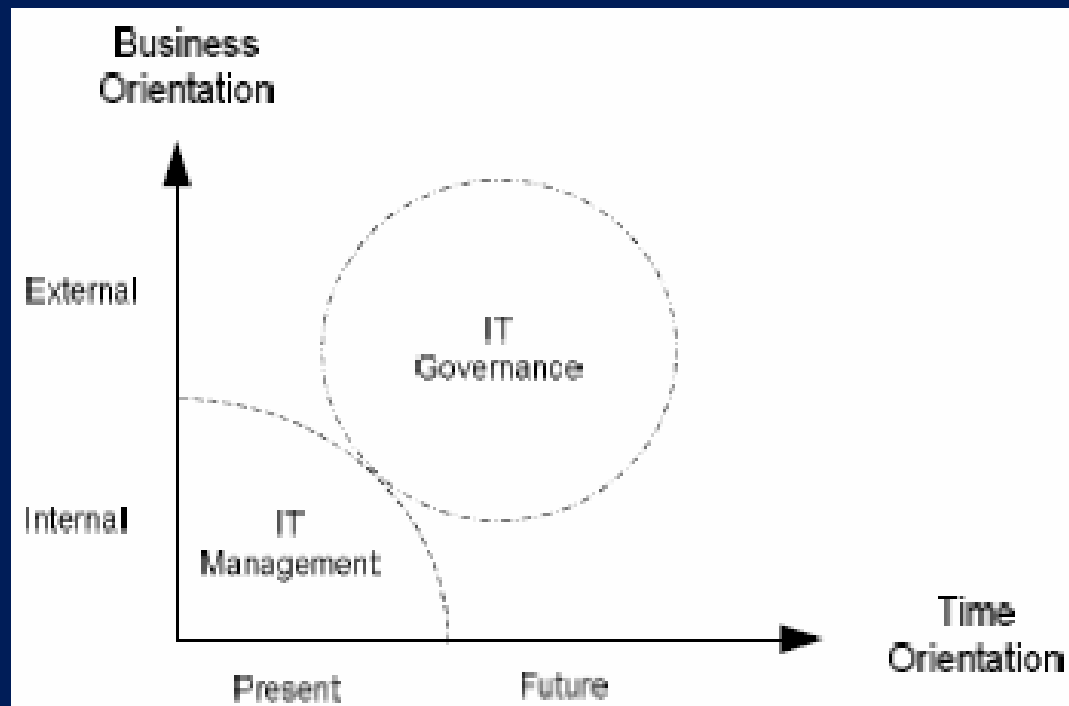 Business
Orientation
External
IT
Governance
Internal
IT
Management
Time
Orientation
Present
Future